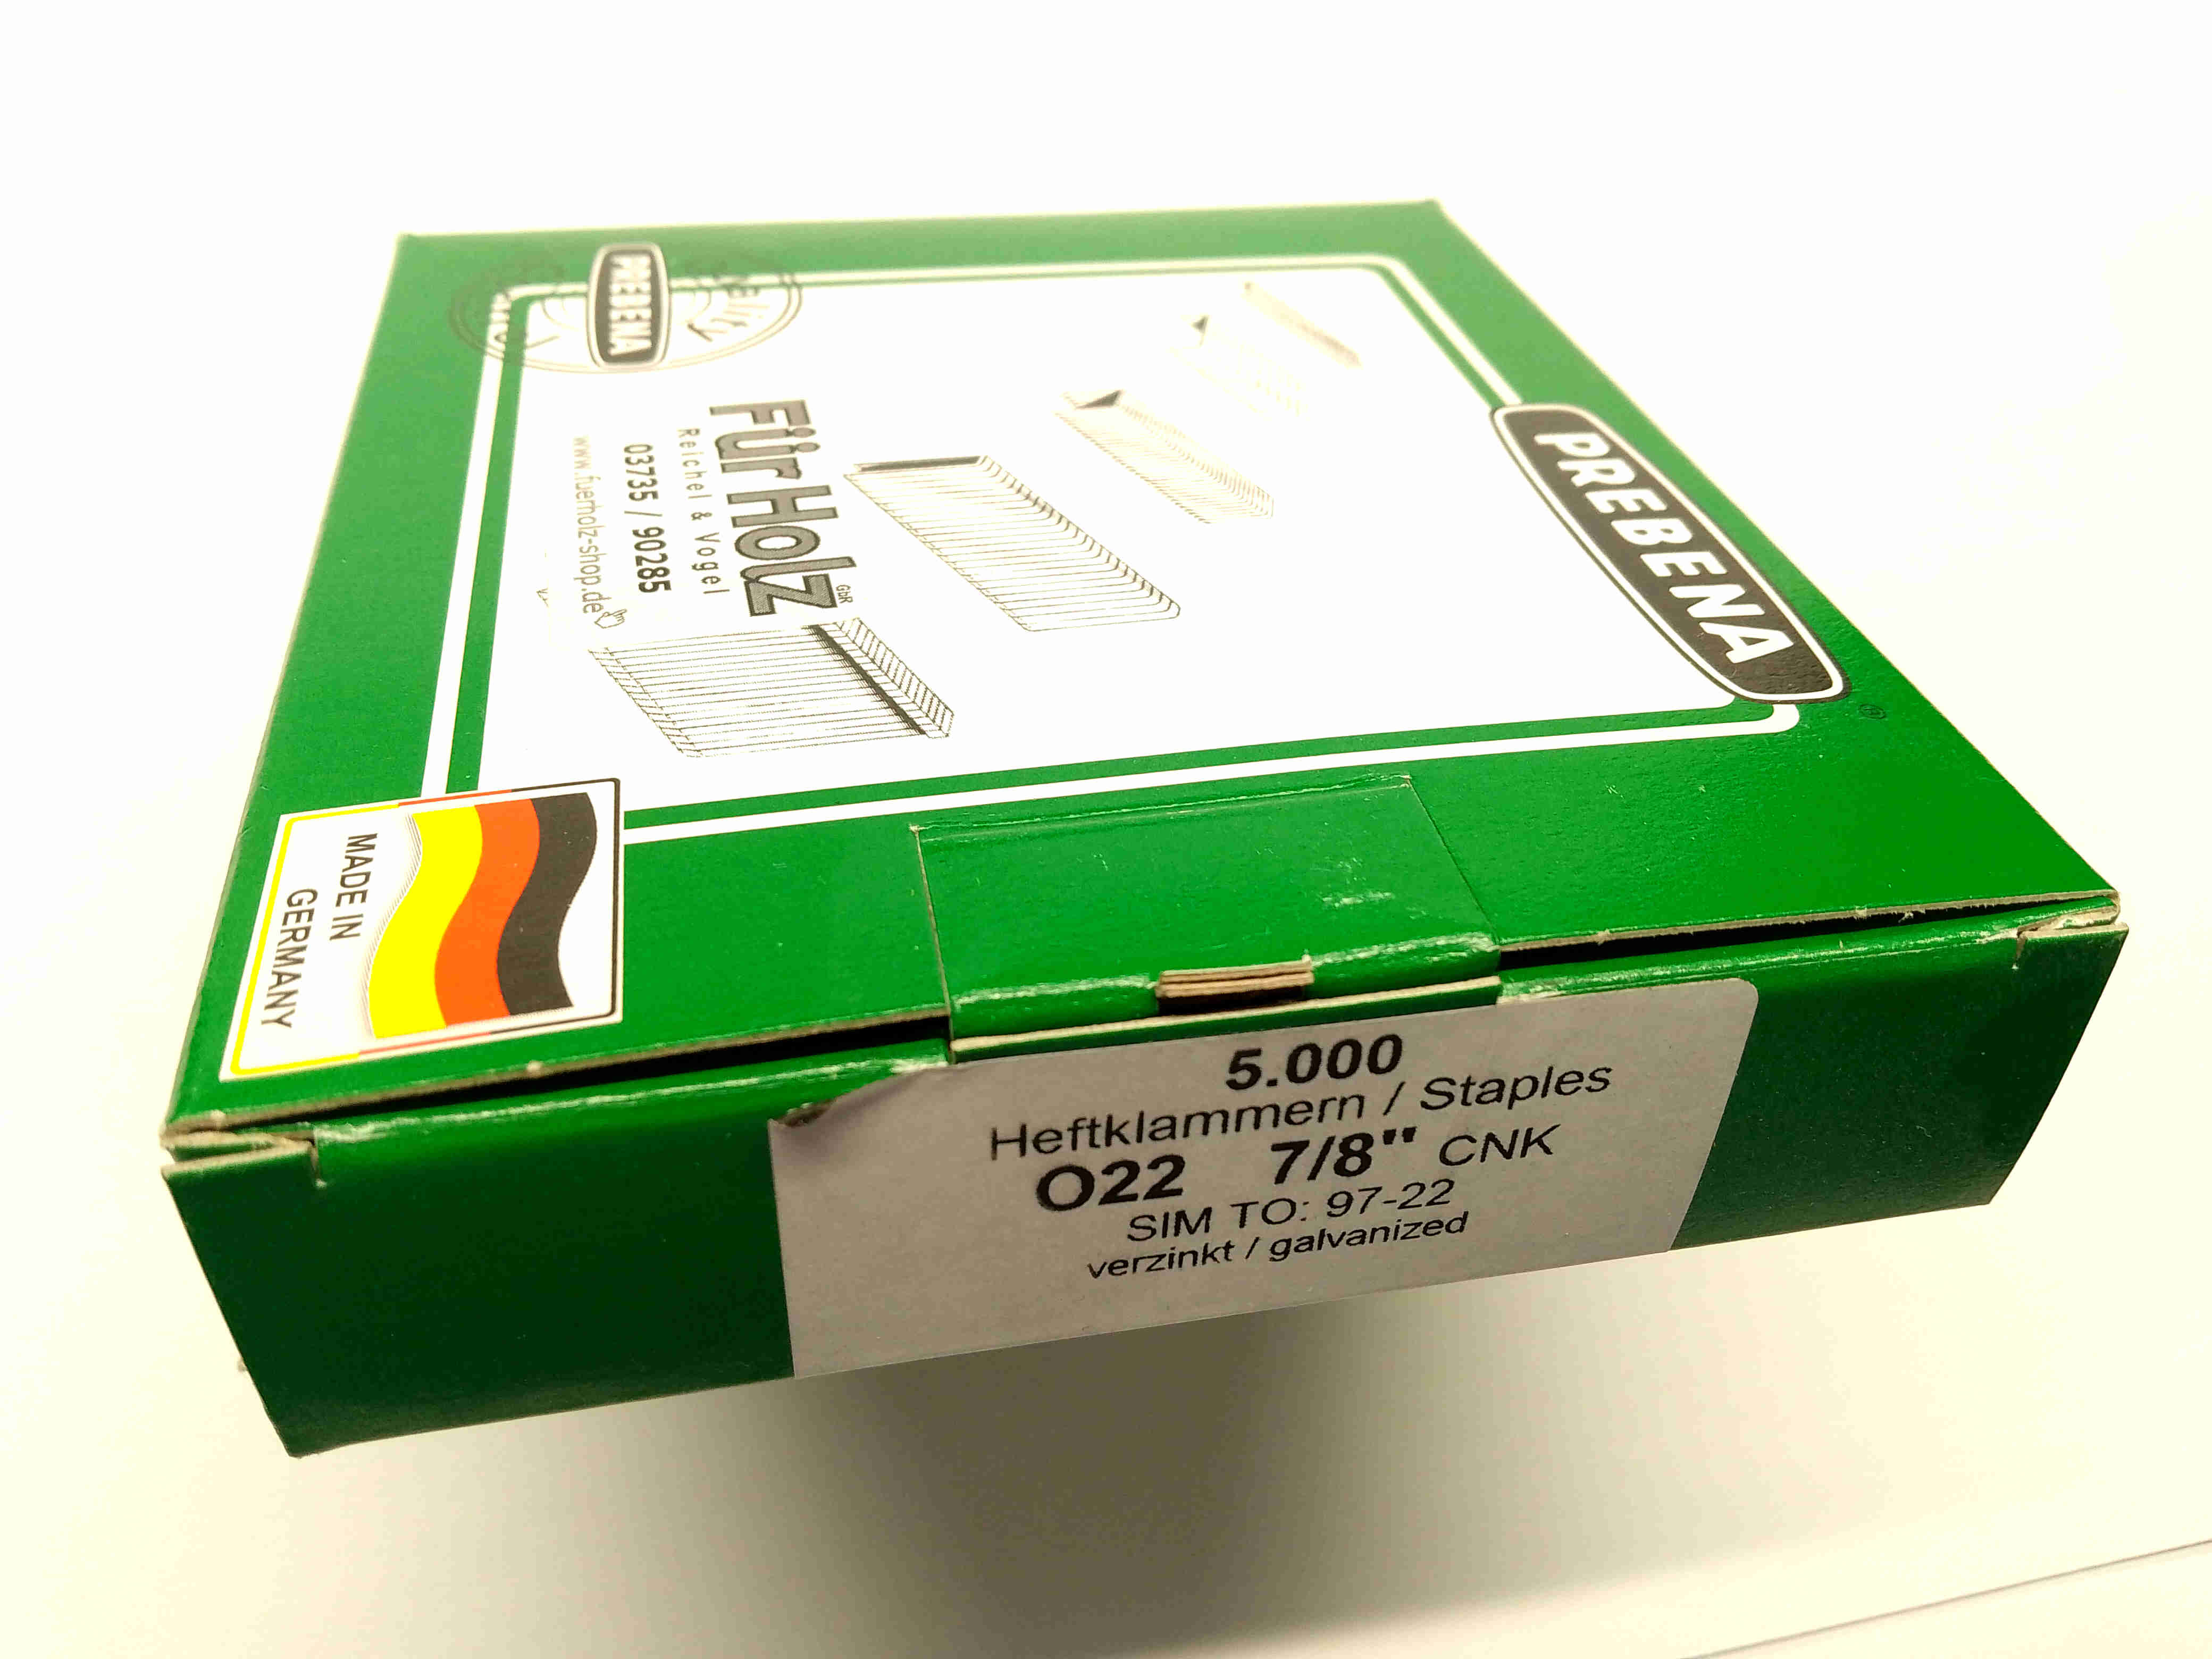 PREBENA
®
PREBENA
Quality
Für Holz GbR
Reichel & Vogel
03735 / 90285
www.fuerholz-shop.de
MADE IN
GERMANY
5.000
Heftklammern / Staples
O22 7/8" CNK
SIM TO: 97-22
verzinkt / galvanized